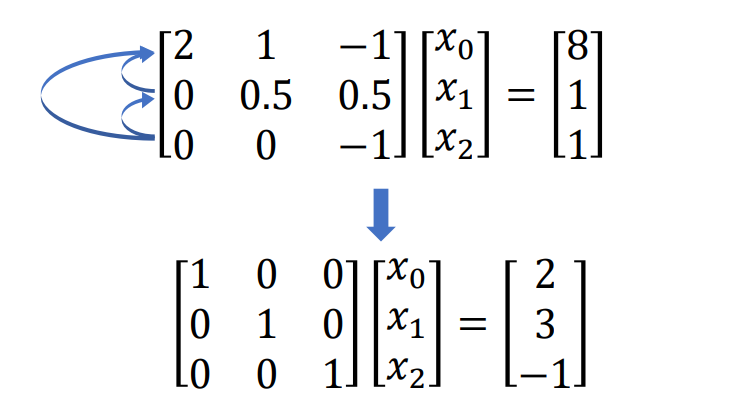 2 1 −1 x₀ 8
0 0.5 0.5 x₁ = 1
0 0 −1 x₂ 1
1 0 0 x₀ 2
0 1 0 x₁ = 3
0 0 1 x₂ −1